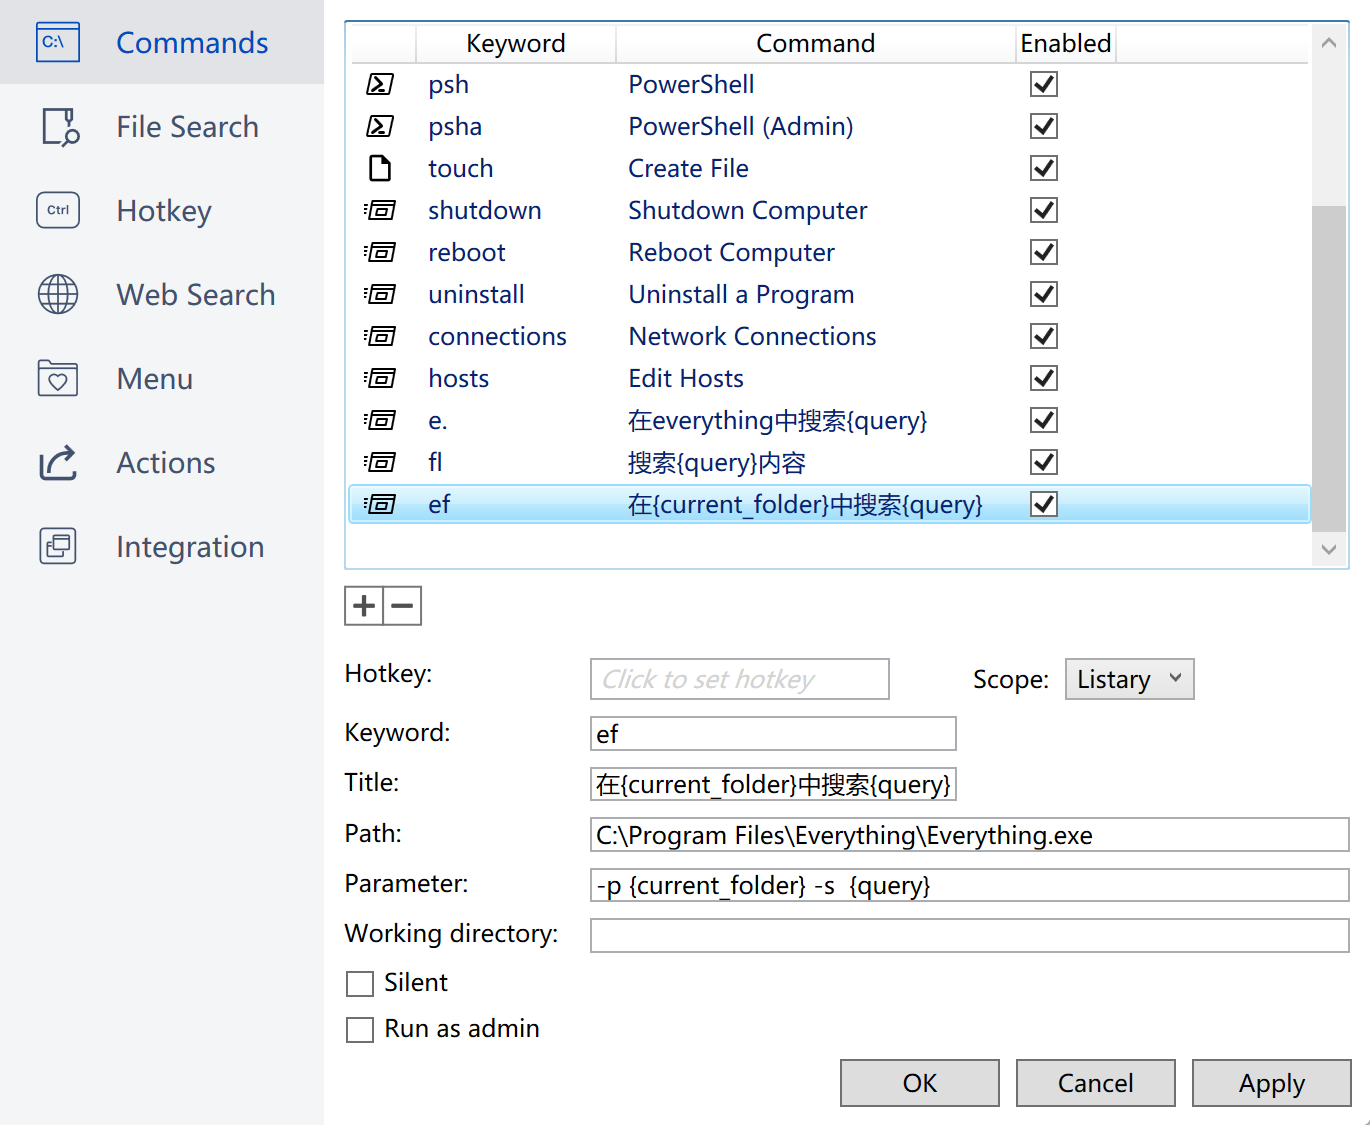 C:\
Commands
File Search
Ctrl
Hotkey
Web Search
Menu
Actions
Integration
Keyword Command Enabled
psh PowerShell
psha PowerShell (Admin)
touch Create File
shutdown Shutdown Computer
reboot Reboot Computer
uninstall Uninstall a Program
connections Network Connections
hosts Edit Hosts
e. 在everything中搜索{query}
fl 搜索{query}内容
ef 在{current_folder}中搜索{query}
Hotkey: Click to set hotkey Scope: Listary
Keyword: ef
Title: 在{current_folder}中搜索{query}
Path: C:\Program Files\Everything\Everything.exe
Parameter: -p {current_folder} -s  {query}
Working directory:
Silent
Run as admin
OK Cancel Apply